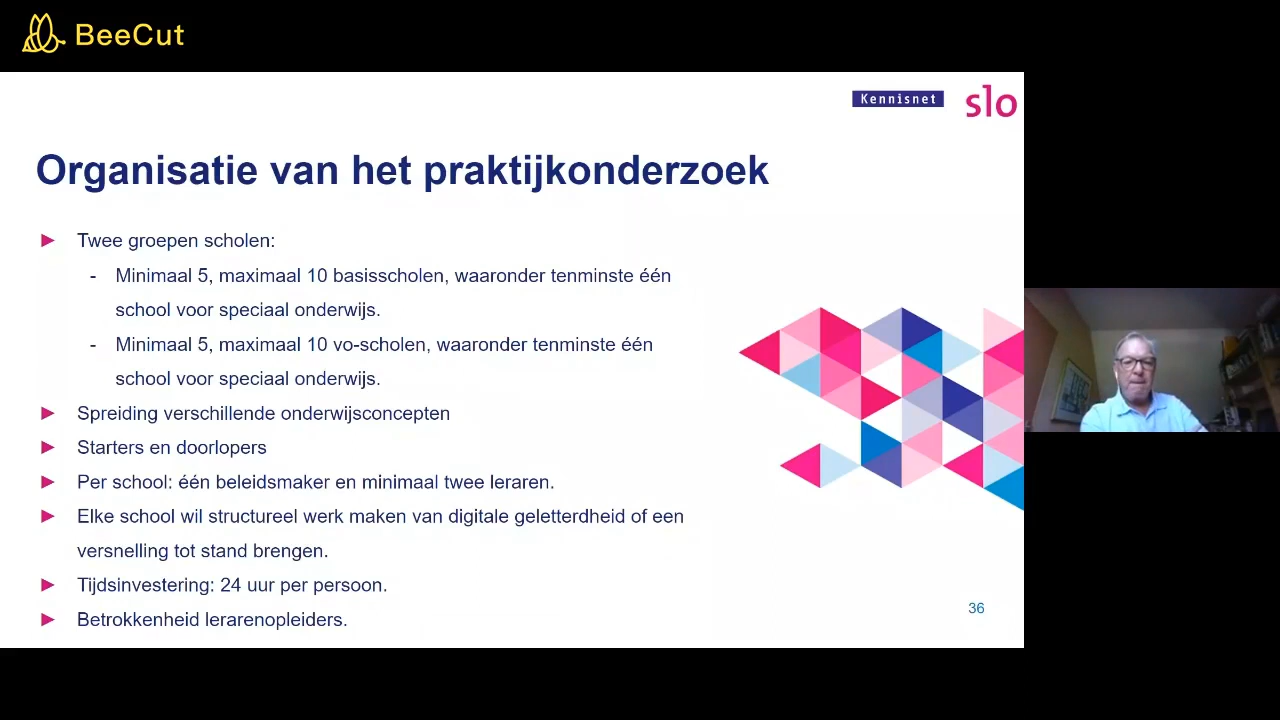 BeeCut
Kennisnet
slo
Organisatie van het praktijkonderzoek
► Twee groepen scholen:
- Minimaal 5, maximaal 10 basisscholen, waaronder tenminste één
school voor speciaal onderwijs.
- Minimaal 5, maximaal 10 vo-scholen, waaronder tenminste één
school voor speciaal onderwijs.
► Spreiding verschillende onderwijsconcepten
► Starters en doorlopers
► Per school: één beleidsmaker en minimaal twee leraren.
► Elke school wil structureel werk maken van digitale geletterdheid of een
versnelling tot stand brengen.
► Tijdsinvestering: 24 uur per persoon.
► Betrokkenheid lerarenopleiders.
36